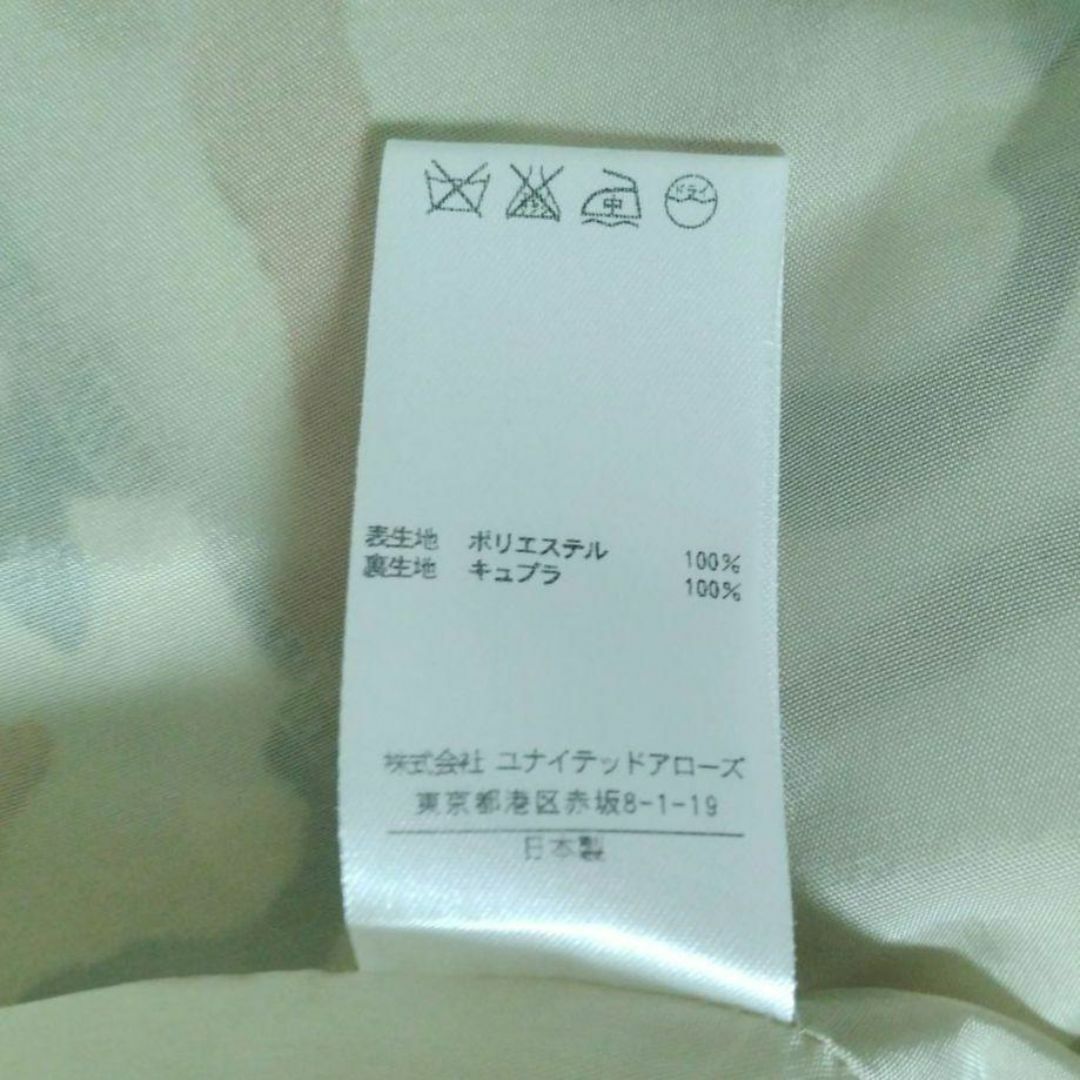 中 ドライ
表生地 ポリエステル 100%
裏生地 キュプラ 100%
株式会社 ユナイテッドアローズ
東京都港区赤坂8-1-19
日本製